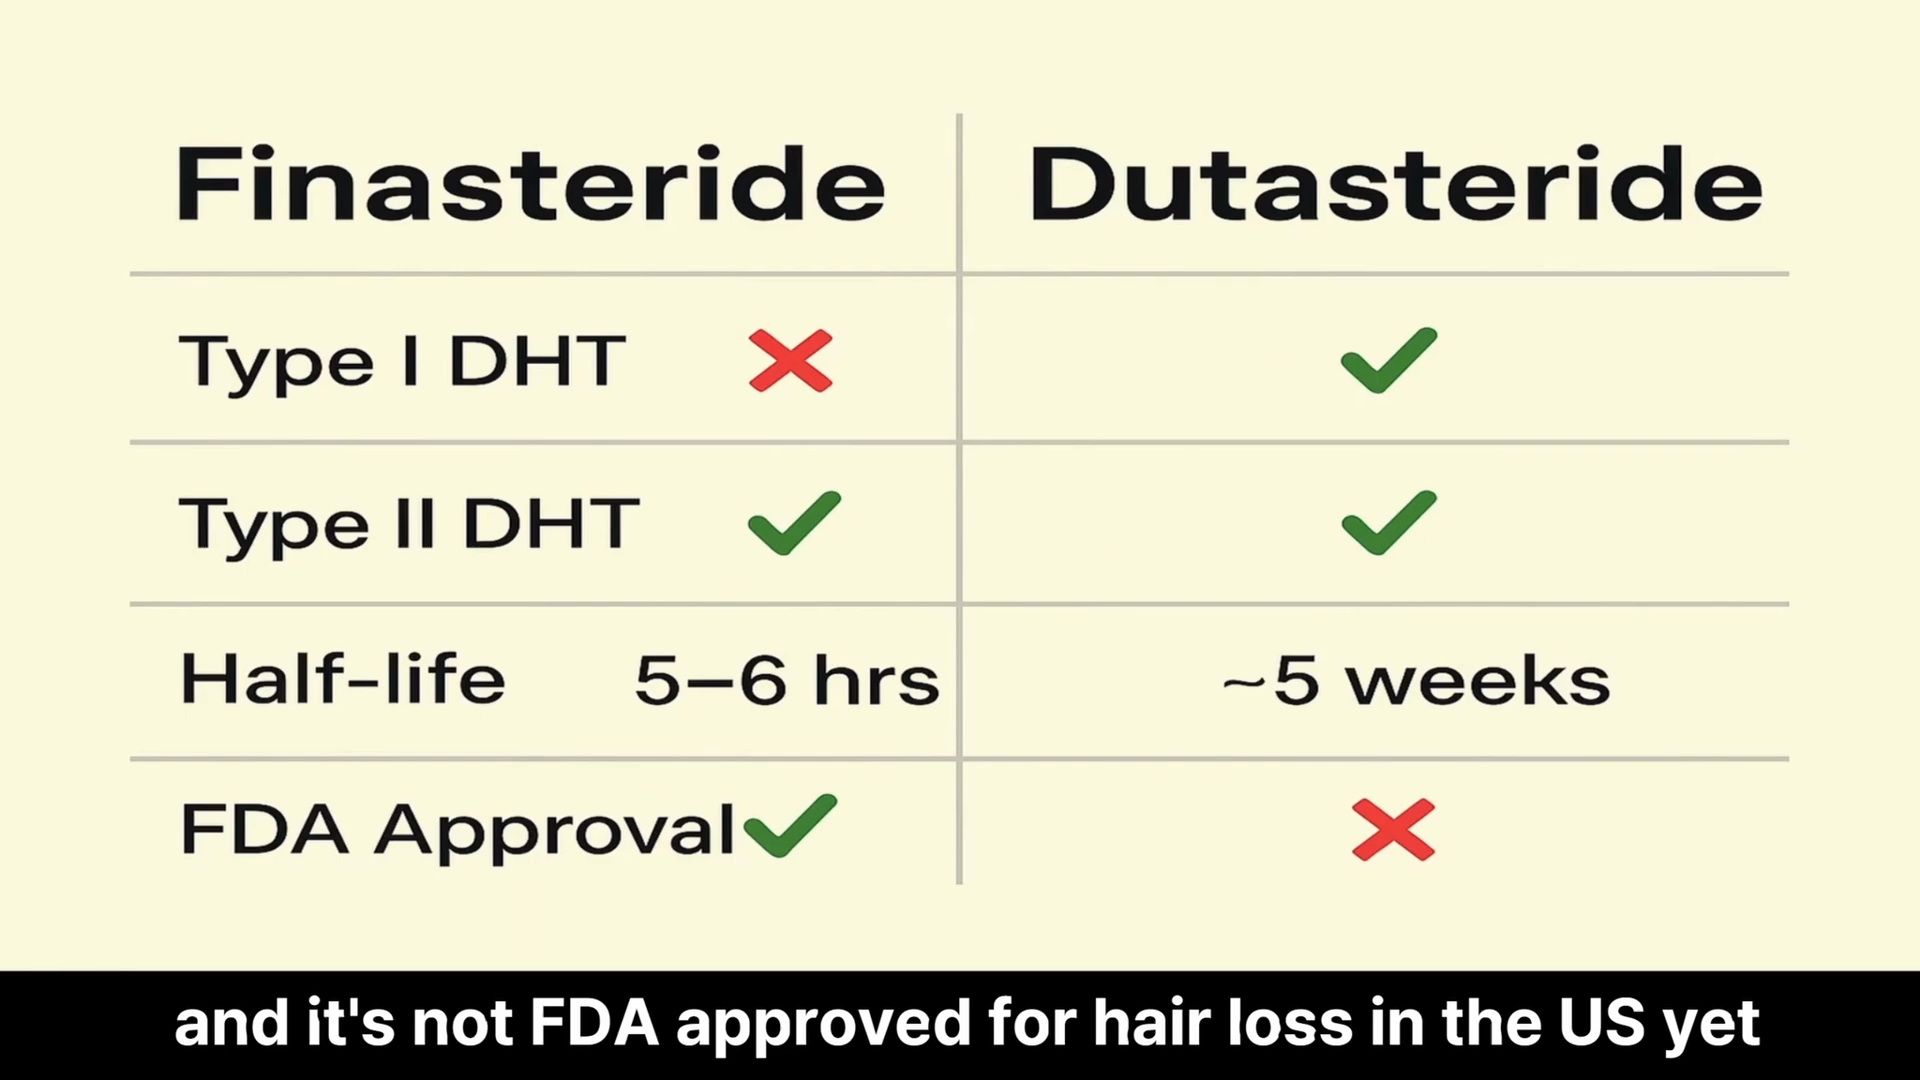 Finasteride Dutasteride
Type I DHT ❌ ✔
Type II DHT ✔ ✔
Half-life 5–6 hrs ~5 weeks
FDA Approval ✔ ❌
and it's not FDA approved for hair loss in the US yet